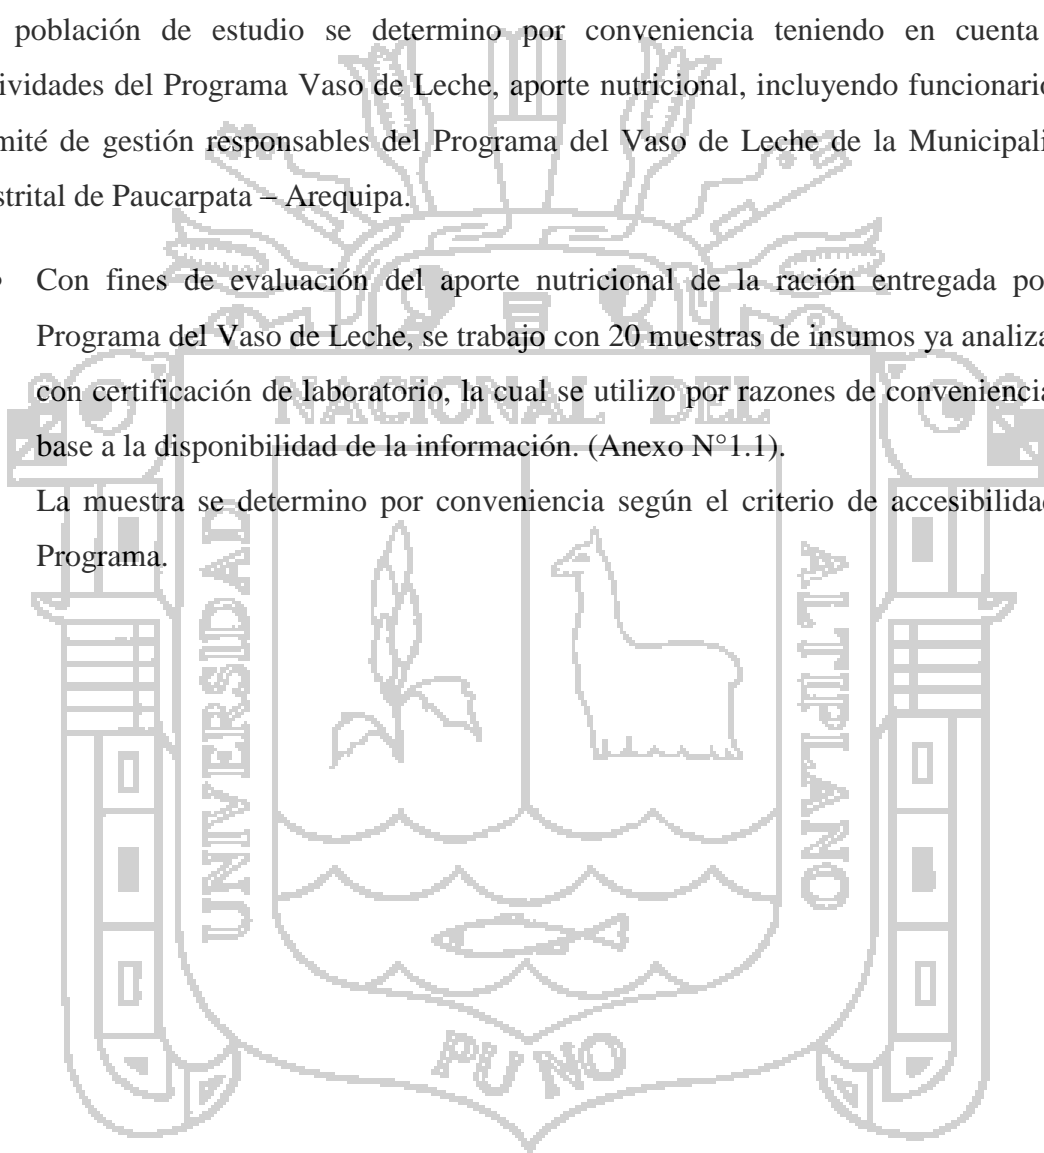 población de estudio se determino por conveniencia teniendo en cuenta
ividades del Programa Vaso de Leche, aporte nutricional, incluyendo funcionario
mité de gestión responsables del Programa del Vaso de Leche de la Municipali
strital de Paucarpata – Arequipa.
Con fines de evaluación del aporte nutricional de la ración entregada po
Programa del Vaso de Leche, se trabajo con 20 muestras de insumos ya analiza
con certificación de laboratorio, la cual se utilizo por razones de conveniencia
base a la disponibilidad de la información. (Anexo N°1.1).
La muestra se determino por conveniencia según el criterio de accesibilidad
Programa.
NACIONAL DEL
UNIVERSIDAD
ALTIPLANO
PUNO